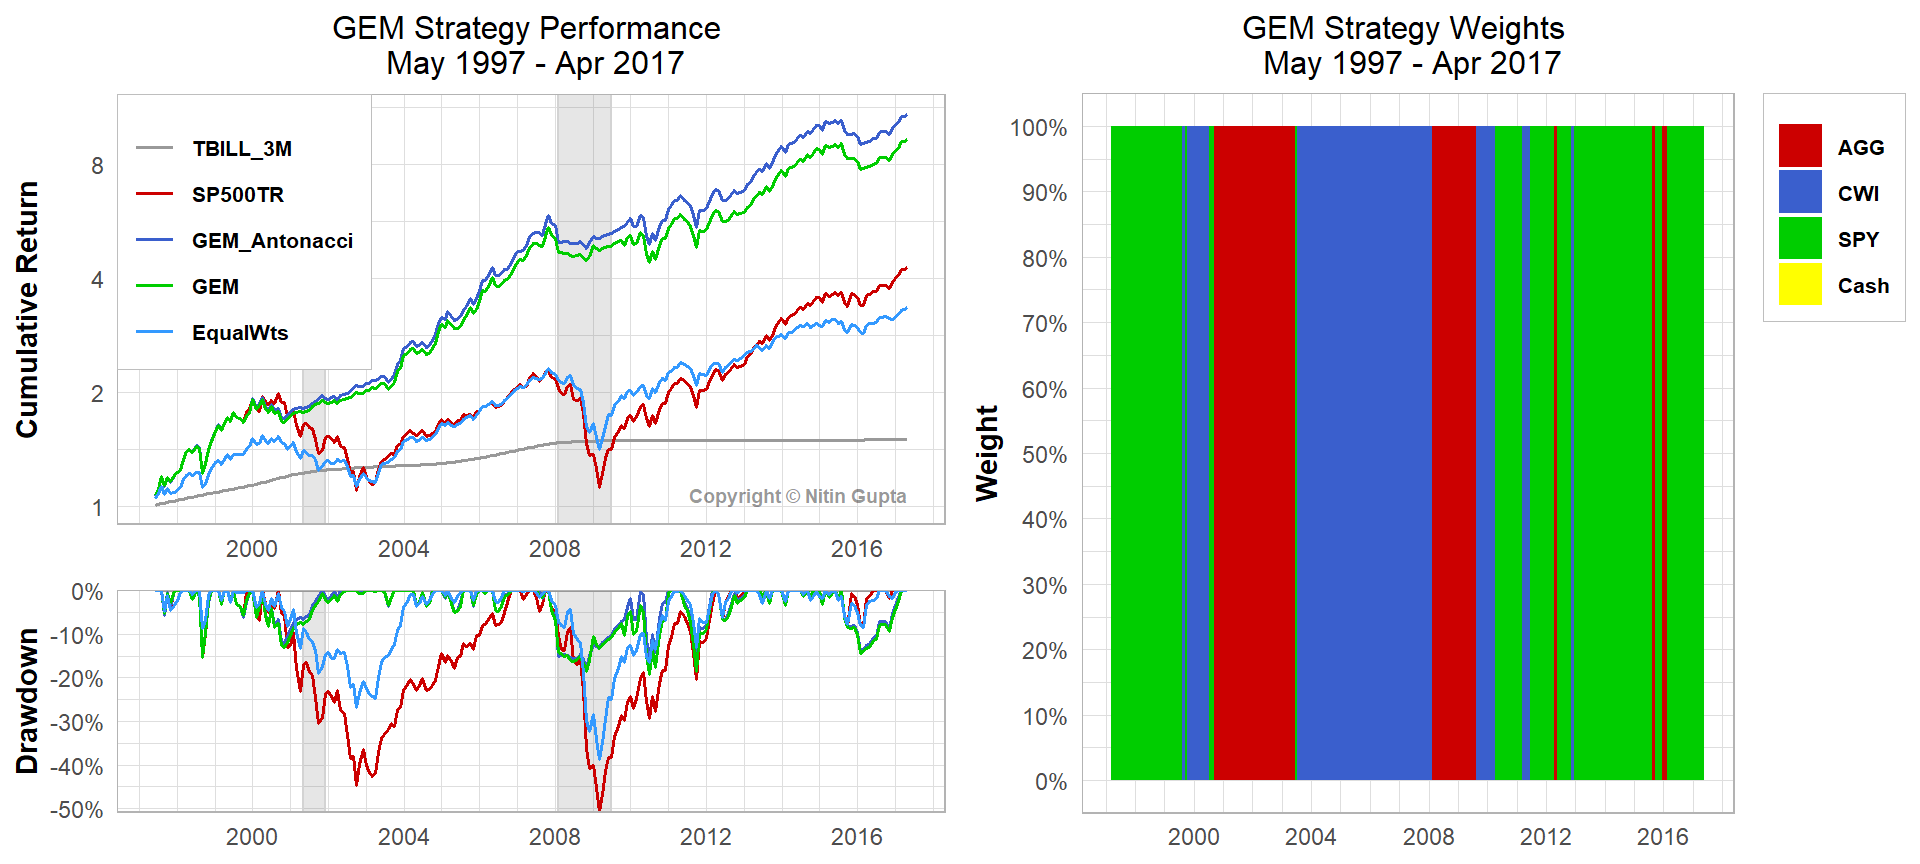 GEM Strategy Performance
May 1997 - Apr 2017
Cumulative Return
8
4
2
1
TBILL_3M
SP500TR
GEM_Antonacci
GEM
EqualWts
Copyright © Nitin Gupta
2000 2004 2008 2012 2016
Drawdown
0%
-10%
-20%
-30%
-40%
-50%
2000 2004 2008 2012 2016
GEM Strategy Weights
May 1997 - Apr 2017
Weight
100%
90%
80%
70%
60%
50%
40%
30%
20%
10%
0%
2000 2004 2008 2012 2016
AGG
CWI
SPY
Cash